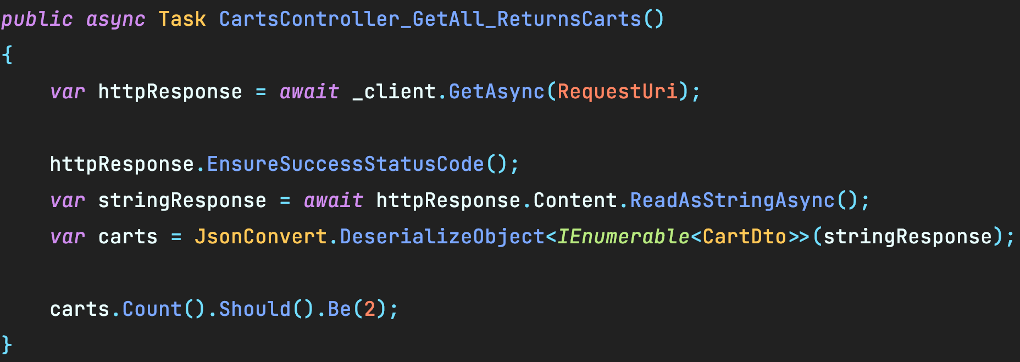 public async Task CartsController_GetAll_ReturnsCarts()
{
    var httpResponse = await _client.GetAsync(RequestUri);

    httpResponse.EnsureSuccessStatusCode();
    var stringResponse = await httpResponse.Content.ReadAsStringAsync();
    var carts = JsonConvert.DeserializeObject<IEnumerable<CartDto>>(stringResponse);

    carts.Count().Should().Be(2);
}